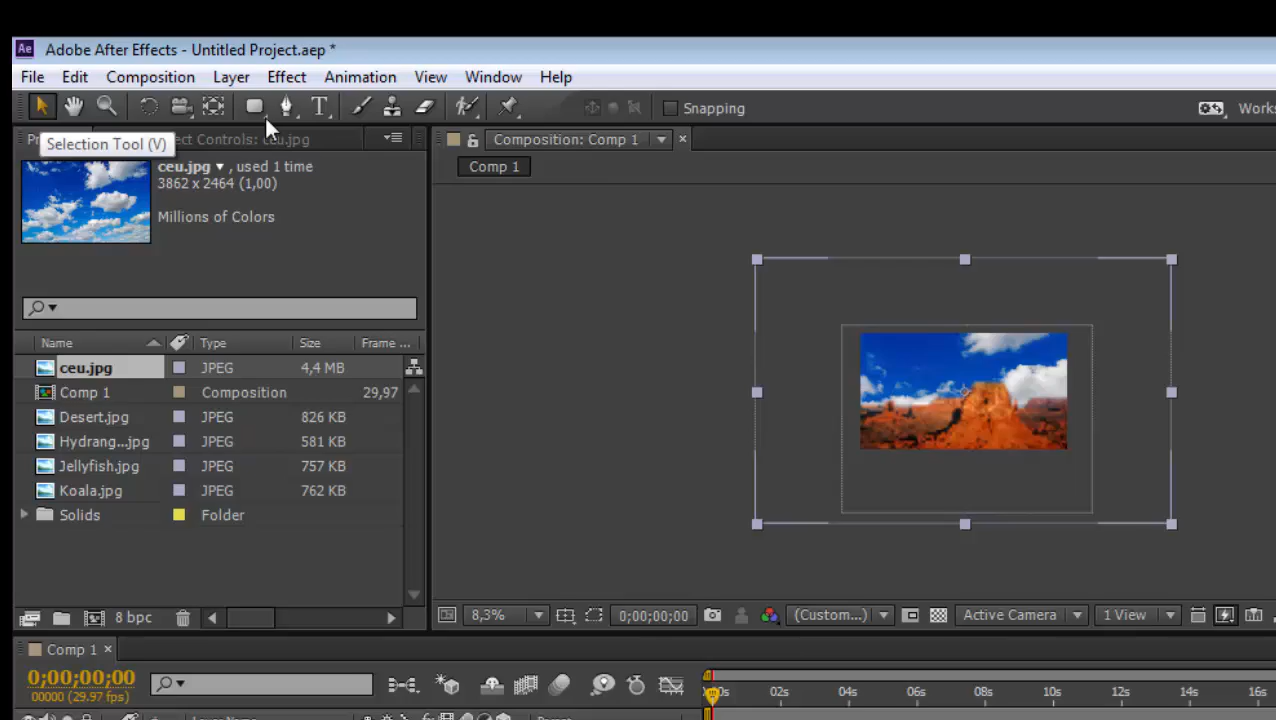 Ae Adobe After Effects - Untitled Project.aep *
File Edit Composition Layer Effect Animation View Window Help
T Snapping Works
Selection Tool (V) ect Controls: ceu.jpg Composition: Comp 1 ×
ceu.jpg ▼ , used 1 time
3862 x 2464 (1,00)
Comp 1
Millions of Colors
Name Type Size Frame ...
ceu.jpg JPEG 4,4 MB
Comp 1 Composition 29,97
Desert.jpg JPEG 826 KB
Hydrang...jpg JPEG 581 KB
Jellyfish.jpg JPEG 757 KB
Koala.jpg JPEG 762 KB
Solids Folder
8 bpc 8,3% 0;00;00;00 (Custom...) Active Camera 1 View
Comp 1 ×
0;00;00;00
00000 (29.97 fps)
02s 04s 06s 08s 10s 12s 14s 16s